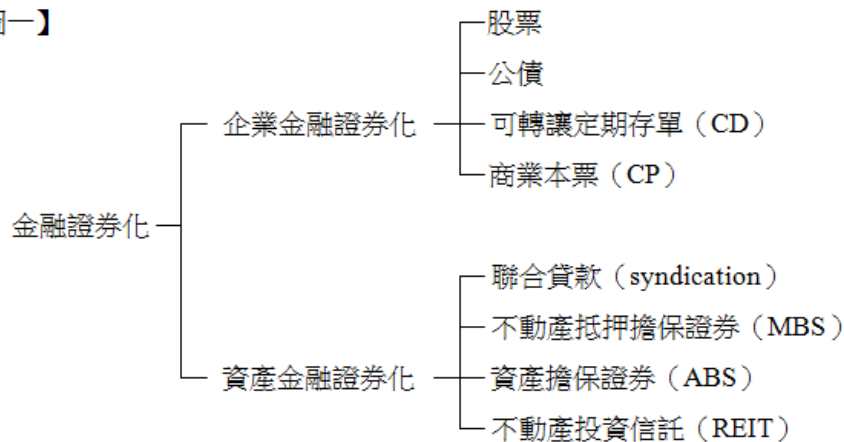 一】
股票
公債
企業金融證券化
可轉讓定期存單（CD）
商業本票（CP）
金融證券化
聯合貸款（syndication）
不動產抵押擔保證券（MBS）
資產金融證券化
資產擔保證券（ABS）
不動產投資信託（REIT）